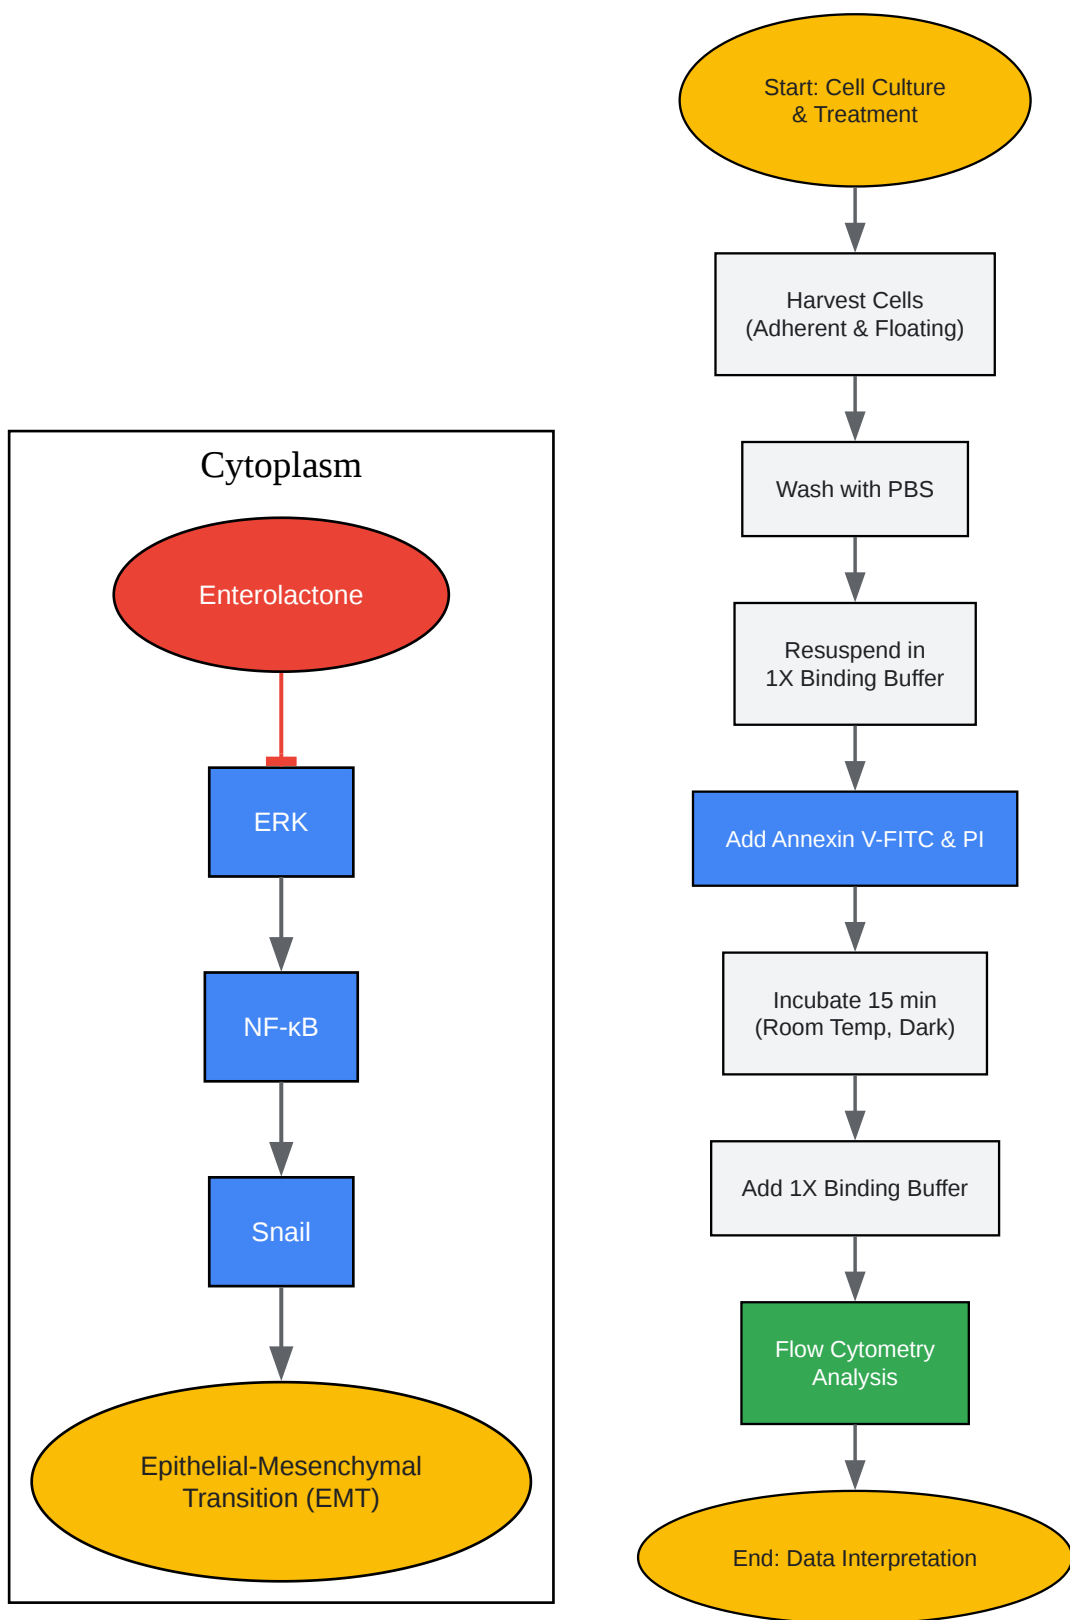 Cytoplasm
Enterolactone
ERK
NF-κB
Snail
Epithelial-Mesenchymal
Transition (EMT)
Start: Cell Culture
& Treatment
Harvest Cells
(Adherent & Floating)
Wash with PBS
Resuspend in
1X Binding Buffer
Add Annexin V-FITC & PI
Incubate 15 min
(Room Temp, Dark)
Add 1X Binding Buffer
Flow Cytometry
Analysis
End: Data Interpretation